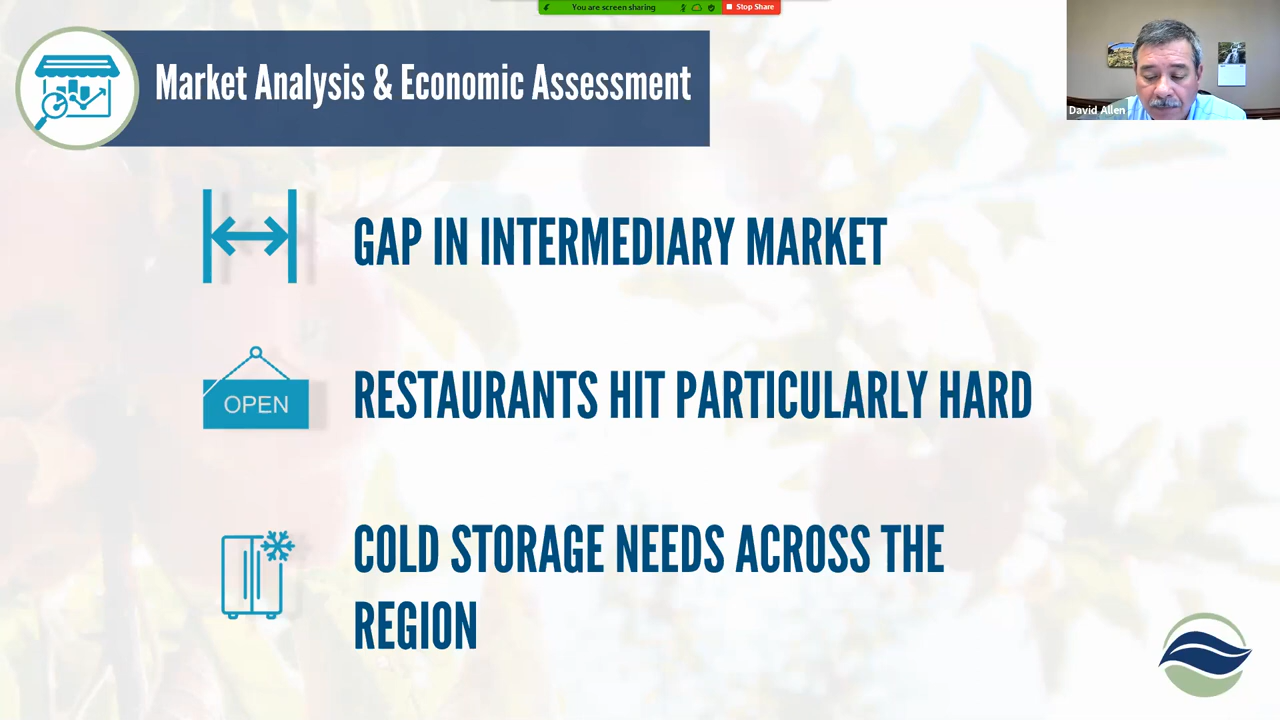 You are screen sharing
Stop Share
Market Analysis & Economic Assessment
David Allen
GAP IN INTERMEDIARY MARKET
OPEN
RESTAURANTS HIT PARTICULARLY HARD
COLD STORAGE NEEDS ACROSS THE
REGION